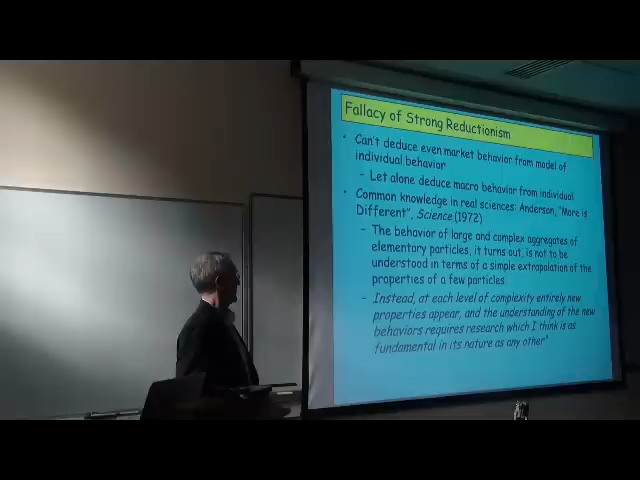 Fallacy of Strong Reductionism
• Can't deduce even market behavior from model of
individual behavior
– Let alone deduce macro behavior from individual
• Common knowledge in real sciences: Anderson, "More is
Different", Science (1972)
– The behavior of large and complex aggregates of
elementary particles, it turns out, is not to be
understood in terms of a simple extrapolation of the
properties of a few particles.
– Instead, at each level of complexity entirely new
properties appear, and the understanding of the new
behaviors requires research which I think is as
fundamental in its nature as any other"